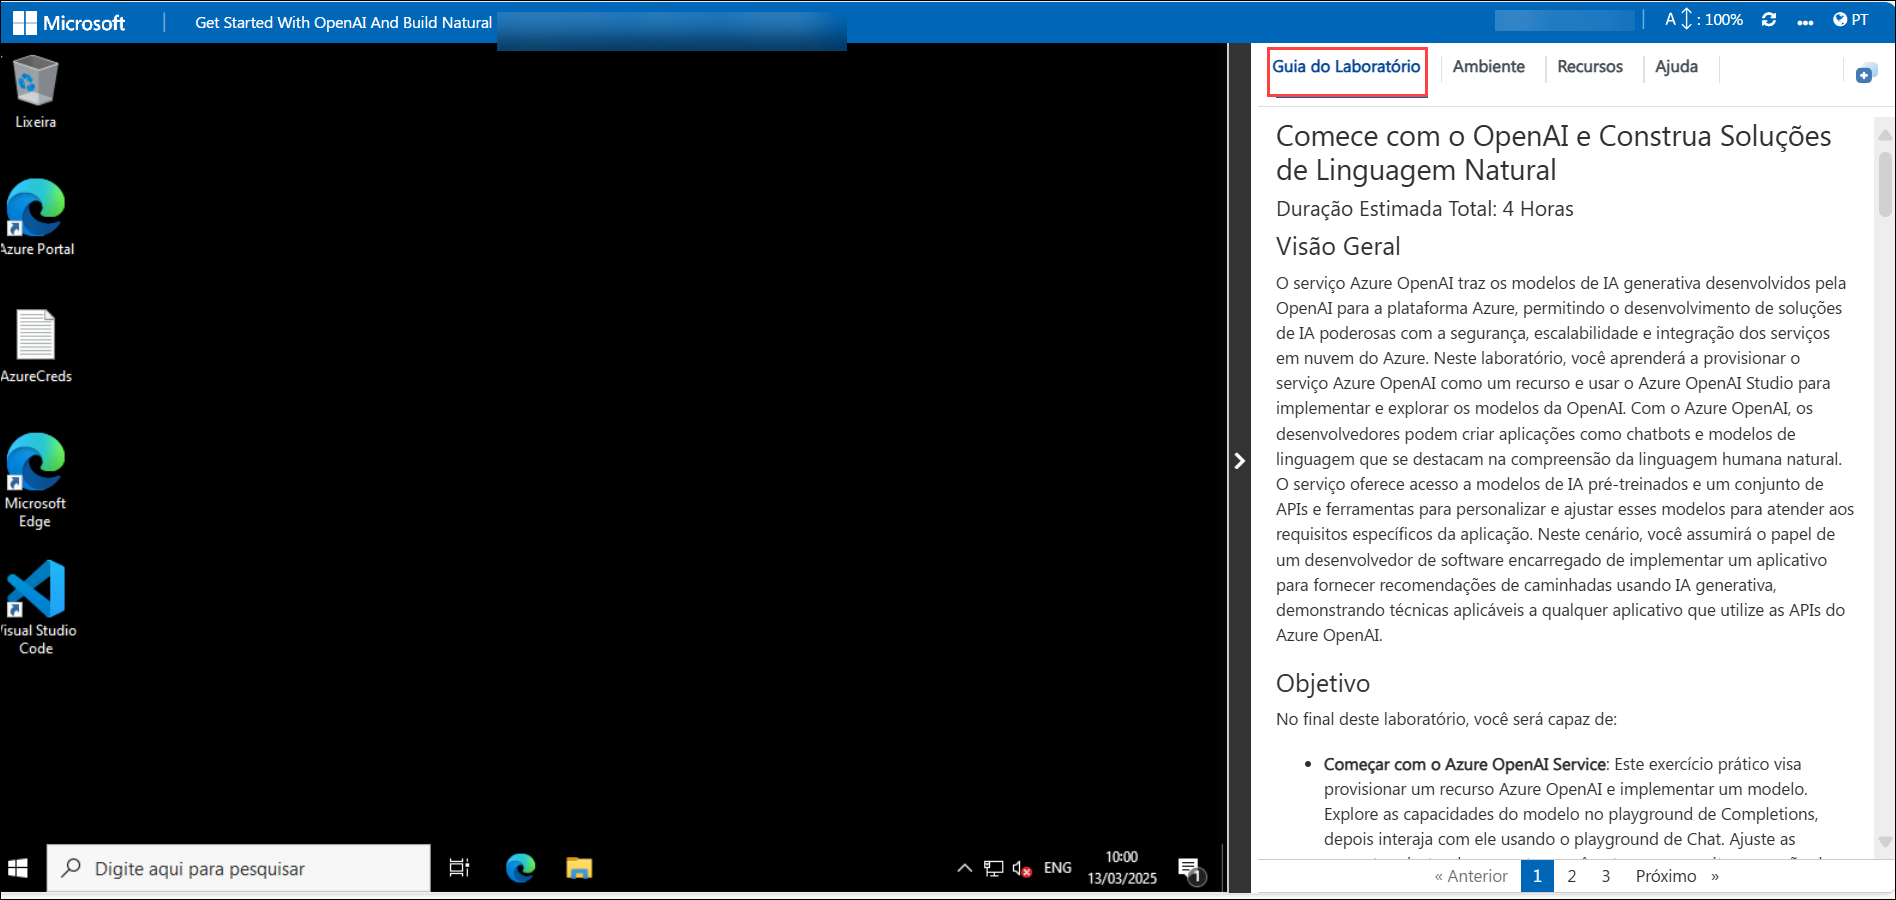 Microsoft
Get Started With OpenAI And Build Natural
A : 100%
PT
Lixeira
Azure Portal
AzureCreds
Microsoft
Edge
Visual Studio
Code
Digite aqui para pesquisar
ENG
10:00
13/03/2025
1
Guia do Laboratório
Ambiente
Recursos
Ajuda
Comece com o OpenAI e Construa Soluções
de Linguagem Natural
Duração Estimada Total: 4 Horas
Visão Geral
O serviço Azure OpenAI traz os modelos de IA generativa desenvolvidos pela
OpenAI para a plataforma Azure, permitindo o desenvolvimento de soluções
de IA poderosas com a segurança, escalabilidade e integração dos serviços
em nuvem do Azure. Neste laboratório, você aprenderá a provisionar o
serviço Azure OpenAI como um recurso e usar o Azure OpenAI Studio para
implementar e explorar os modelos da OpenAI. Com o Azure OpenAI, os
desenvolvedores podem criar aplicações como chatbots e modelos de
linguagem que se destacam na compreensão da linguagem humana natural.
O serviço oferece acesso a modelos de IA pré-treinados e um conjunto de
APIs e ferramentas para personalizar e ajustar esses modelos para atender aos
requisitos específicos da aplicação. Neste cenário, você assumirá o papel de
um desenvolvedor de software encarregado de implementar um aplicativo
para fornecer recomendações de caminhadas usando IA generativa,
demonstrando técnicas aplicáveis a qualquer aplicativo que utilize as APIs do
Azure OpenAI.
Objetivo
No final deste laboratório, você será capaz de:
• Começar com o Azure OpenAI Service: Este exercício prático visa
provisionar um recurso Azure OpenAI e implementar um modelo.
Explore as capacidades do modelo no playground de Completions,
depois interaja com ele usando o playground de Chat. Ajuste as
« Anterior 1 2 3 Próximo »